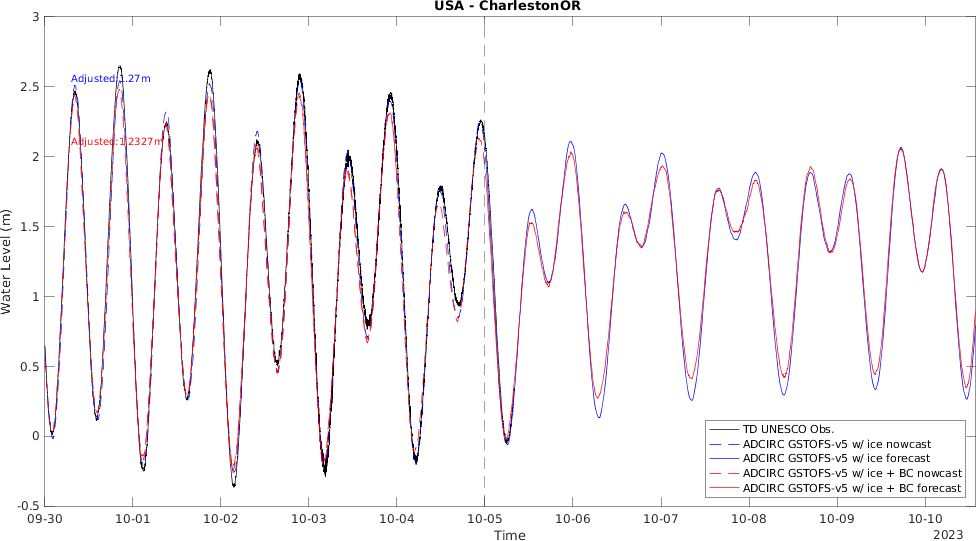 USA - CharlestonOR
3
2.5
2
1.5
1
0.5
0
-0.5
Water Level (m)
Adjusted:1.27m
Adjusted:1.2327m
TD UNESCO Obs.
ADCIRC GSTOFS-v5 w/ ice nowcast
ADCIRC GSTOFS-v5 w/ ice forecast
ADCIRC GSTOFS-v5 w/ ice + BC nowcast
ADCIRC GSTOFS-v5 w/ ice + BC forecast
09-30 10-01 10-02 10-03 10-04 10-05 10-06 10-07 10-08 10-09 10-10
Time
2023